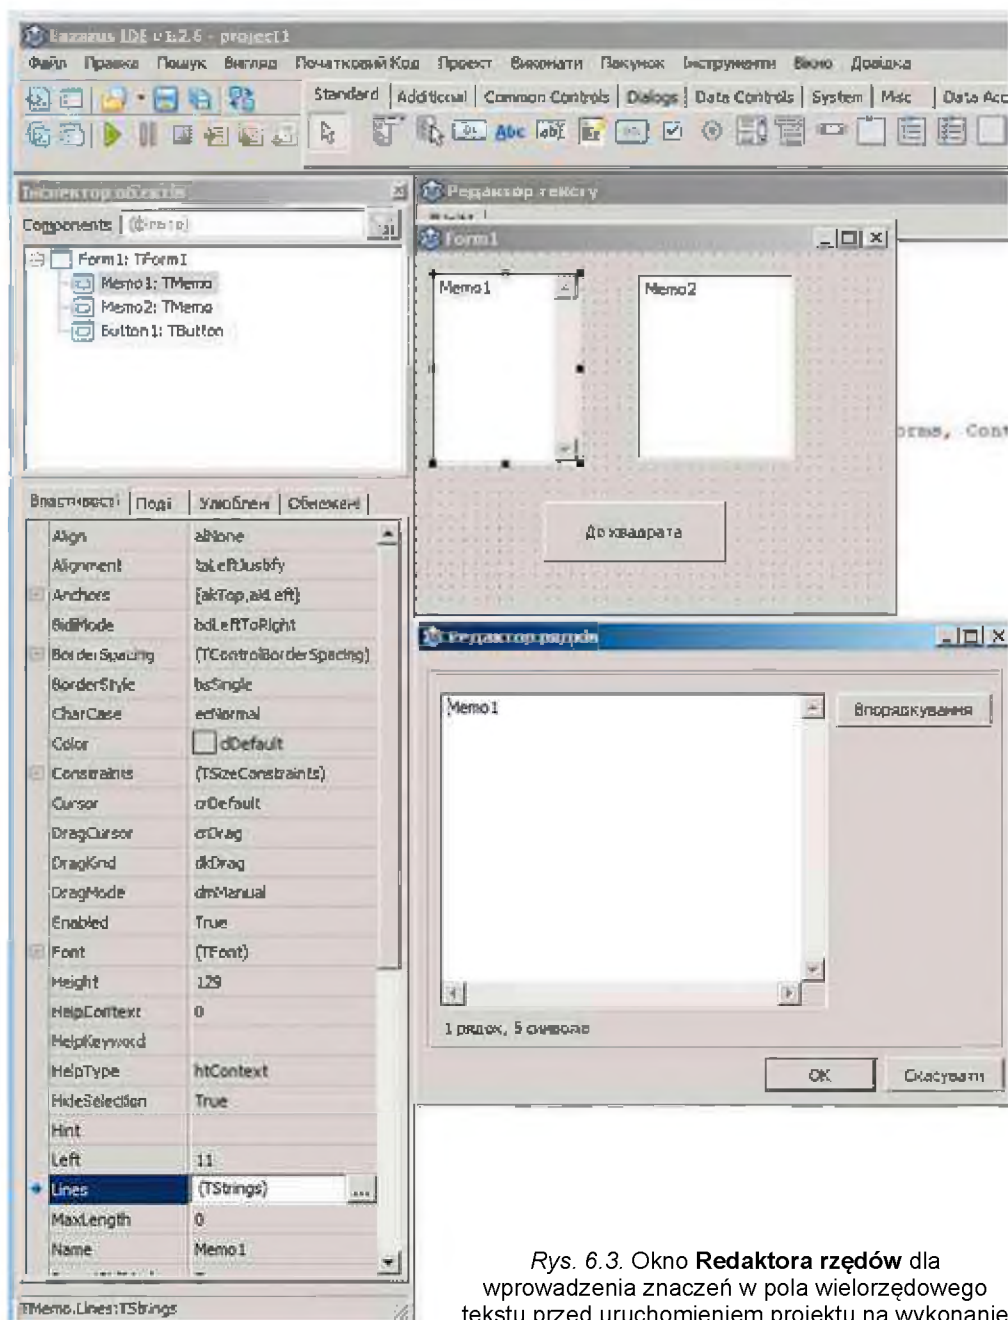 Lazarus IDE v1.2.6 - project1
Файл Правка Пошук Вигляд Початковий Код Проект Виконати Пакунок Інструменти Вікно Довідка
Standard Additional Common Controls Dialogs Data Controls System Misc Data Acc
Інспектор об'єктів
Components (фільтр)
Form1: TForm1
Memo1: TMemo
Memo2: TMemo
Button1: TButton
Властивості Події Улюблені Обмежені
Align alNone
Alignment taLeftJustify
Anchors [akTop,akLeft]
BidiMode bdLeftToRight
BorderSpacing (TControlBorderSpacing)
BorderStyle bsSingle
CharCase ecNormal
Color clDefault
Constraints (TSizeConstraints)
Cursor crDefault
DragCursor crDrag
DragKind dkDrag
DragMode dmManual
Enabled True
Font (TFont)
Height 129
HelpContext 0
HelpKeyword
HelpType htContext
HideSelection True
Hint
Left 11
Lines (TStrings) ...
MaxLength 0
Name Memo1
TMemo.Lines:TStrings
Редактор тексту
Form1
Memo1
Memo2
До квадрата
orms, Cont
Редактор рядків
Memo1
Впорядкування
1 рядок, 5 символів
OK Скасувати
Rys. 6.3. Okno Redaktora rzędów dla
wprowadzenia znaczeń w pola wielorzędowego
tekstu przed uruchomieniem projektu na wykonanie